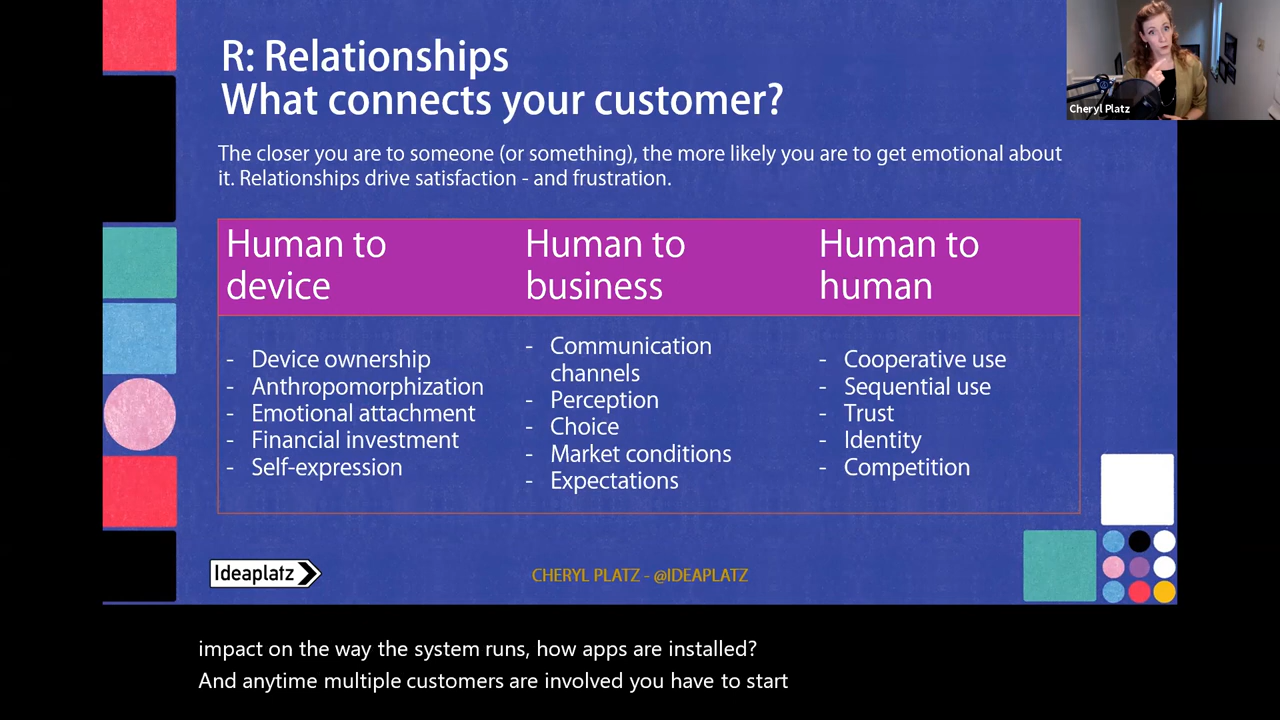 R: Relationships
What connects your customer?
Cheryl Platz
The closer you are to someone (or something), the more likely you are to get emotional about
it. Relationships drive satisfaction - and frustration.
Human to
device
- Device ownership
- Anthropomorphization
- Emotional attachment
- Financial investment
- Self-expression
Human to
business
- Communication
channels
- Perception
- Choice
- Market conditions
- Expectations
Human to
human
- Cooperative use
- Sequential use
- Trust
- Identity
- Competition
Ideaplatz
CHERYL PLATZ - @IDEAPLATZ
impact on the way the system runs, how apps are installed?
And anytime multiple customers are involved you have to start